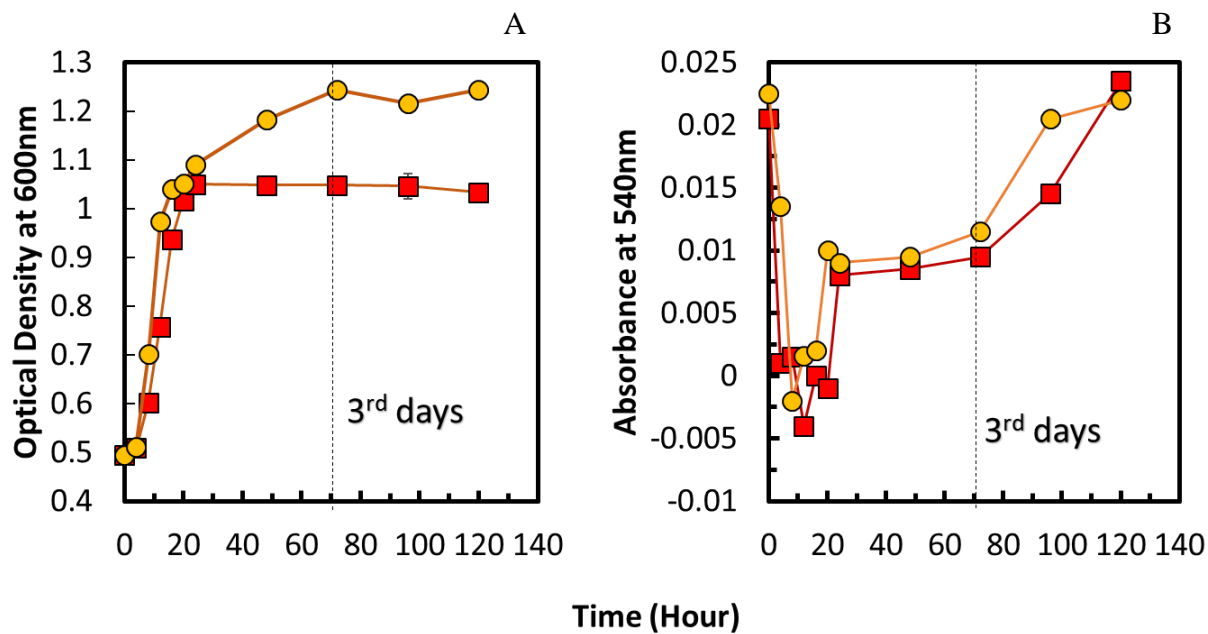 A
Optical Density at 600nm
1.3
1.2
1.1
1
0.9
0.8
0.7
0.6
0.5
0.4
3rd days
0 20 40 60 80 100 120 140
B
Absorbance at 540nm
0.025
0.02
0.015
0.01
0.005
0
-0.005
-0.01
3rd days
0 20 40 60 80 100 120 140
Time (Hour)